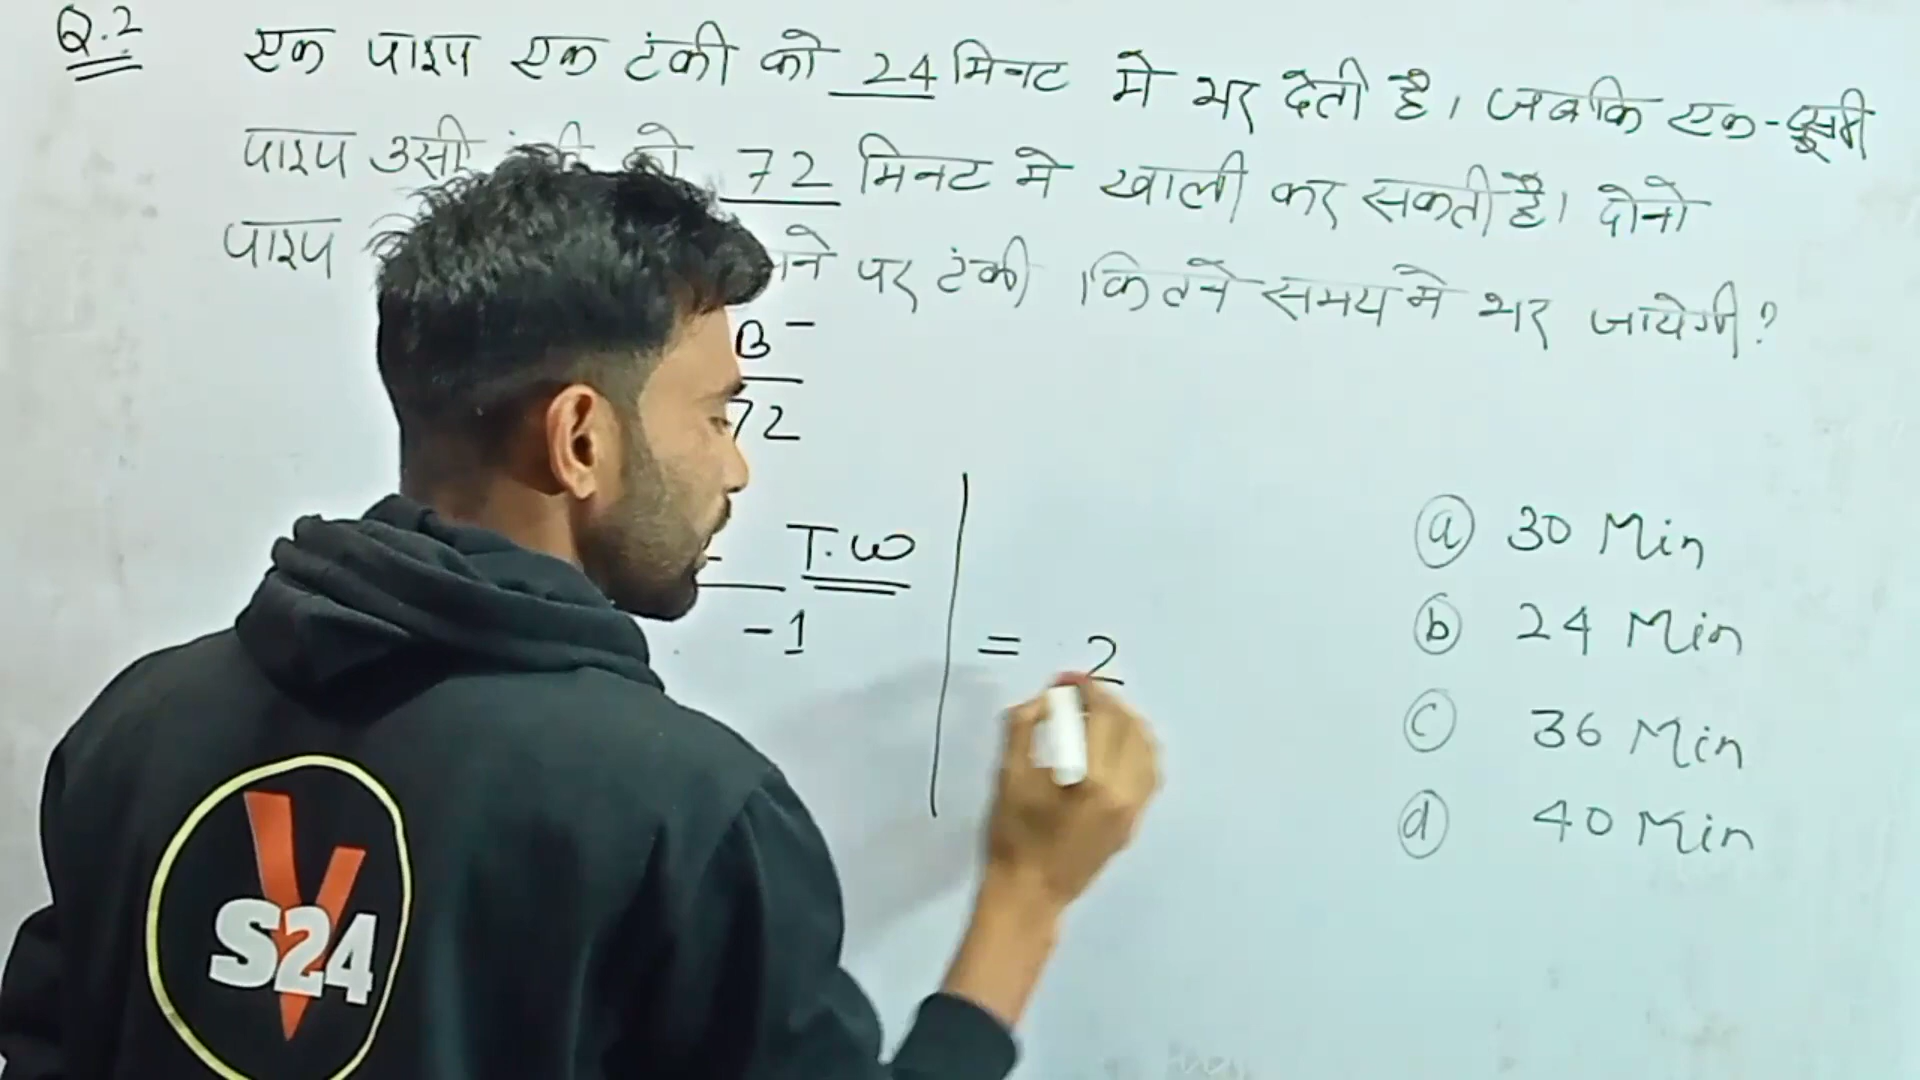 Q.2 एक पाइप एक टंकी को 24 मिनट मे भर देती है। जबकि एक-दूसरी
पाइप उसी को 72 मिनट मे खाली कर सकती है। दोनो
पाइप पर टंकी कितने समय मे भर जायेगी?
B -
72
T.W
-1
= 2
(a) 30 Min
(b) 24 Min
(c) 36 Min
(d) 40 Min
VS24